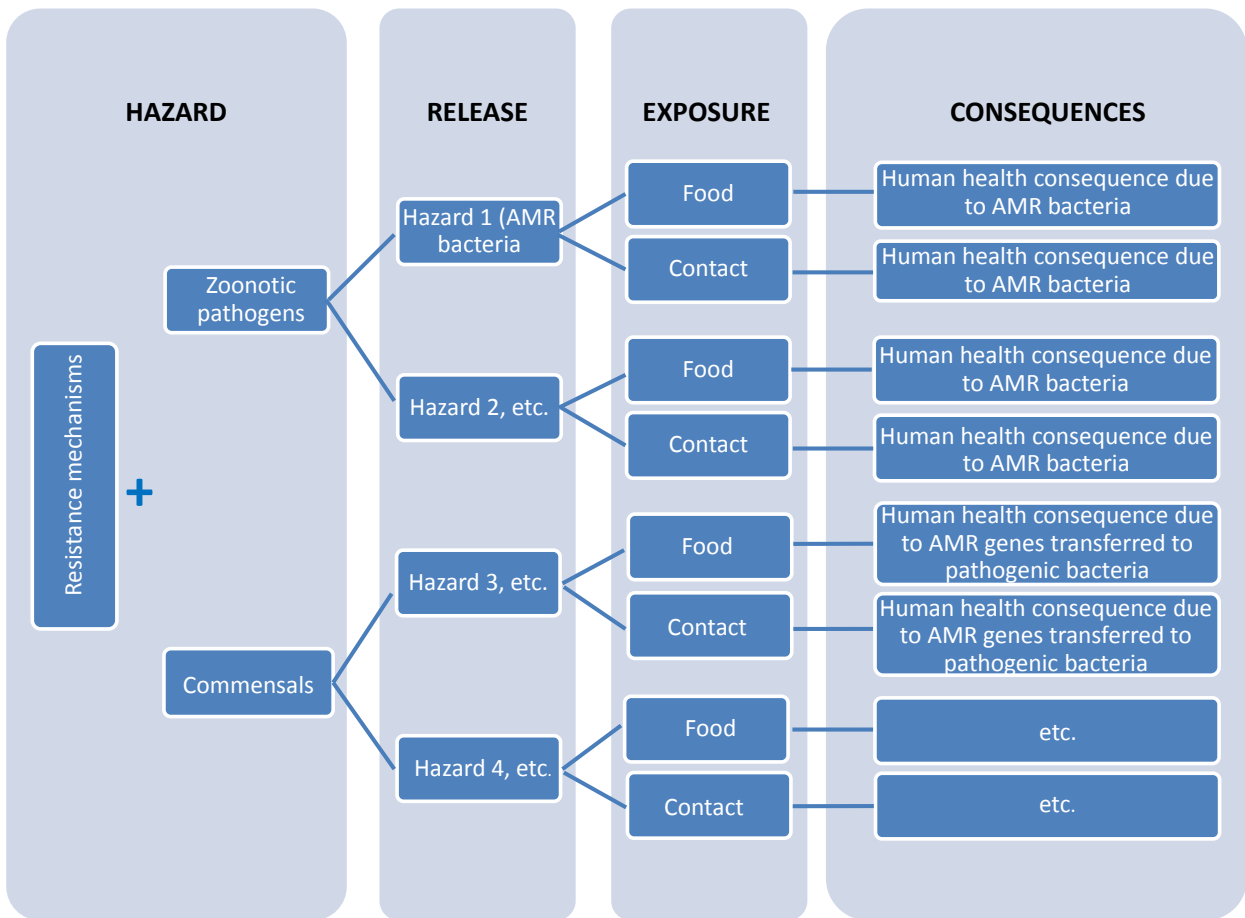 HAZARD
RELEASE
EXPOSURE
CONSEQUENCES
Resistance mechanisms
+
Zoonotic
pathogens
Commensals
Hazard 1 (AMR
bacteria
Hazard 2, etc.
Hazard 3, etc.
Hazard 4, etc.
Food
Contact
Food
Contact
Food
Contact
Food
Contact
Human health consequence due
to AMR bacteria
Human health consequence due
to AMR bacteria
Human health consequence due
to AMR bacteria
Human health consequence due
to AMR bacteria
Human health consequence due
to AMR genes transferred to
pathogenic bacteria
Human health consequence due
to AMR genes transferred to
pathogenic bacteria
etc.
etc.